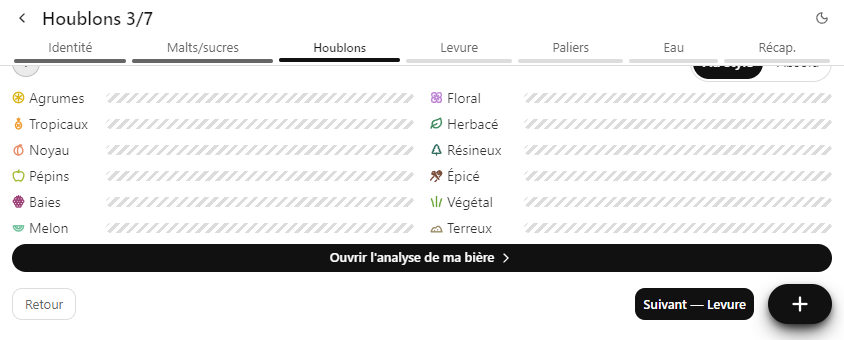 Houblons 3/7
Identité
Malts/sucres
Houblons
Levure
Paliers
Eau
Récap.
Agrumes
Floral
Tropicaux
Herbacé
Noyau
Résineux
Pépins
Épicé
Baies
Végétal
Melon
Terreux
Ouvrir l'analyse de ma bière
Retour
Suivant — Levure